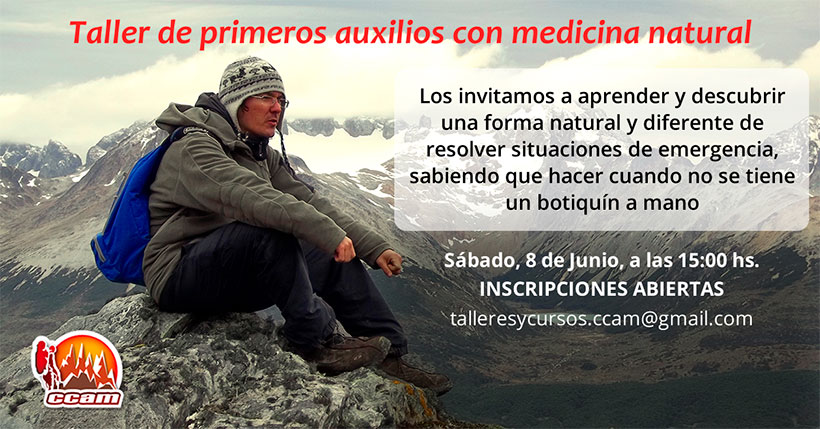 Taller de primeros auxilios con medicina natural
Los invitamos a aprender y descubrir
una forma natural y diferente de
resolver situaciones de emergencia,
sabiendo que hacer cuando no se tiene
un botiquín a mano
Sábado, 8 de Junio, a las 15:00 hs.
INSCRIPCIONES ABIERTAS
talleresycursos.ccam@gmail.com
ccam